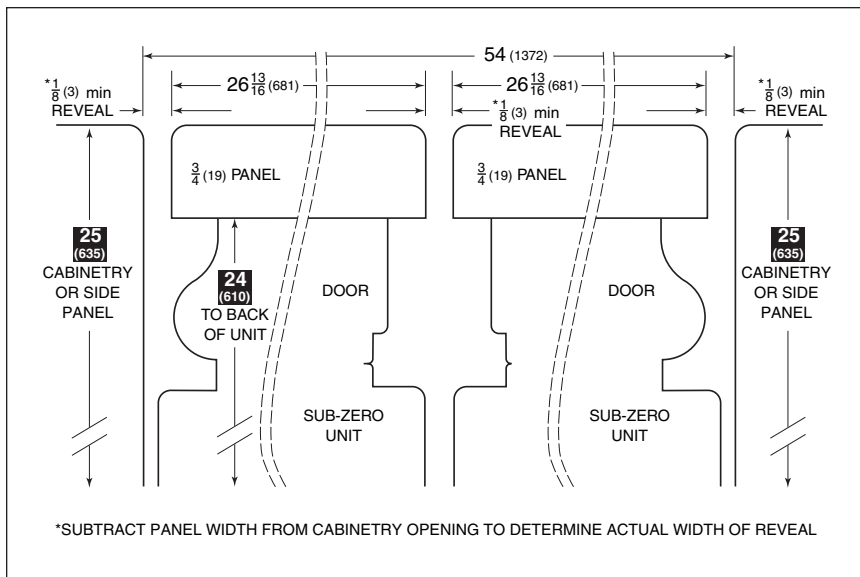 54 (1372)
26 13/16 (681)
26 13/16 (681)
*1/8 (3) min
REVEAL
*1/8 (3) min
REVEAL
*1/8 (3) min
REVEAL
3/4 (19) PANEL
3/4 (19) PANEL
25
(635)
CABINETRY
OR SIDE
PANEL
24
(610)
TO BACK
OF UNIT
DOOR
DOOR
25
(635)
CABINETRY
OR SIDE
PANEL
SUB-ZERO
UNIT
SUB-ZERO
UNIT
*SUBTRACT PANEL WIDTH FROM CABINETRY OPENING TO DETERMINE ACTUAL WIDTH OF REVEAL